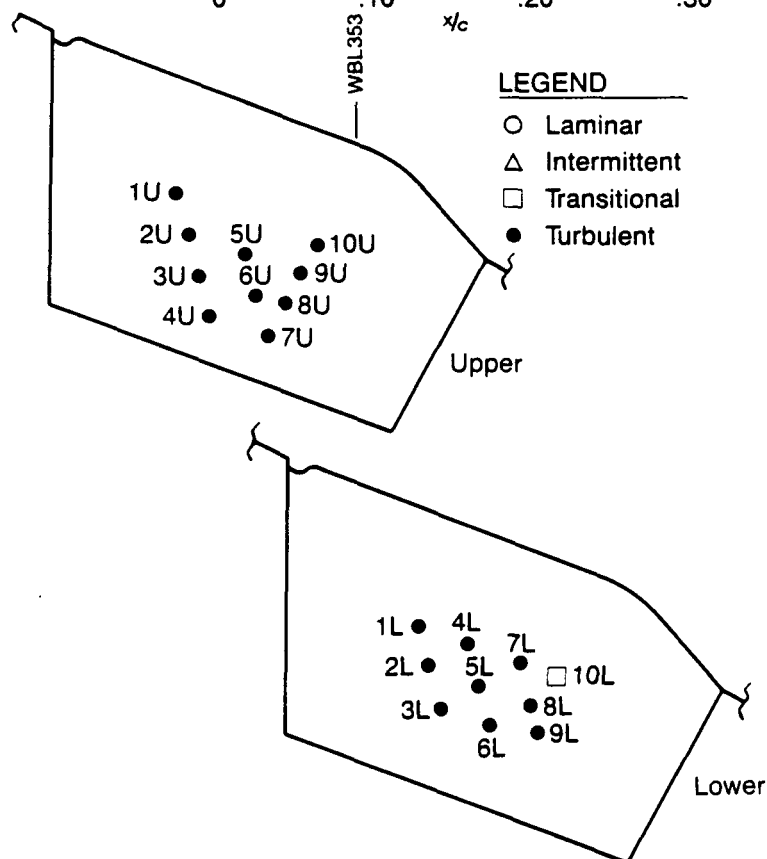 0 .10 .20 .30
x/c
WBL353
LEGEND
○ Laminar
△ Intermittent
□ Transitional
● Turbulent
1U
2U 5U 10U
3U 6U 9U
4U 8U
7U
Upper
1L 4L
7L
2L 5L 10L
3L 8L
6L 9L
Lower